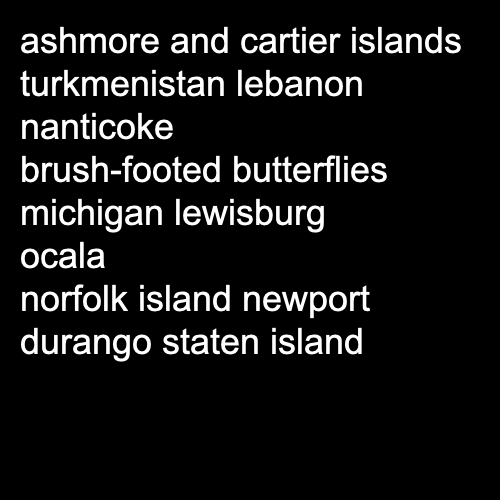 ashmore and cartier islands
turkmenistan lebanon
nanticoke
brush-footed butterflies
michigan lewisburg
ocala
norfolk island newport
durango staten island